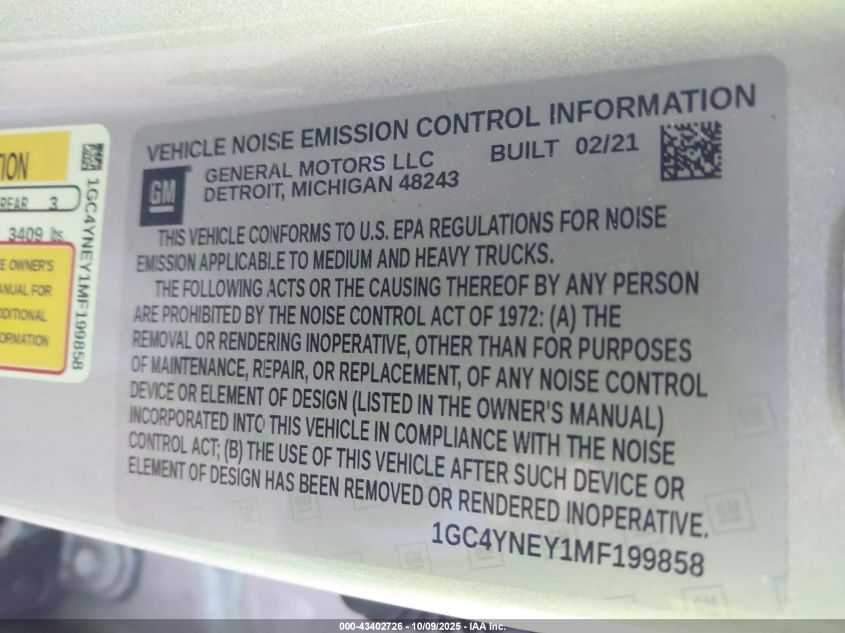 TION
REAR 3
3409 lbs
E OWNER'S
ANUAL FOR
DDITIONAL
FORMATION
1GC4YNEY1MF199858
VEHICLE NOISE EMISSION CONTROL INFORMATION
GM
GENERAL MOTORS LLC BUILT 02/21
DETROIT, MICHIGAN 48243
THIS VEHICLE CONFORMS TO U.S. EPA REGULATIONS FOR NOISE
EMISSION APPLICABLE TO MEDIUM AND HEAVY TRUCKS.
THE FOLLOWING ACTS OR THE CAUSING THEREOF BY ANY PERSON
ARE PROHIBITED BY THE NOISE CONTROL ACT OF 1972: (A) THE
REMOVAL OR RENDERING INOPERATIVE, OTHER THAN FOR PURPOSES
OF MAINTENANCE, REPAIR, OR REPLACEMENT, OF ANY NOISE CONTROL
DEVICE OR ELEMENT OF DESIGN (LISTED IN THE OWNER'S MANUAL)
INCORPORATED INTO THIS VEHICLE IN COMPLIANCE WITH THE NOISE
CONTROL ACT; (B) THE USE OF THIS VEHICLE AFTER SUCH DEVICE OR
ELEMENT OF DESIGN HAS BEEN REMOVED OR RENDERED INOPERATIVE.
1GC4YNEY1MF199858
000-43402726 - 10/09/2025 - IAA Inc.